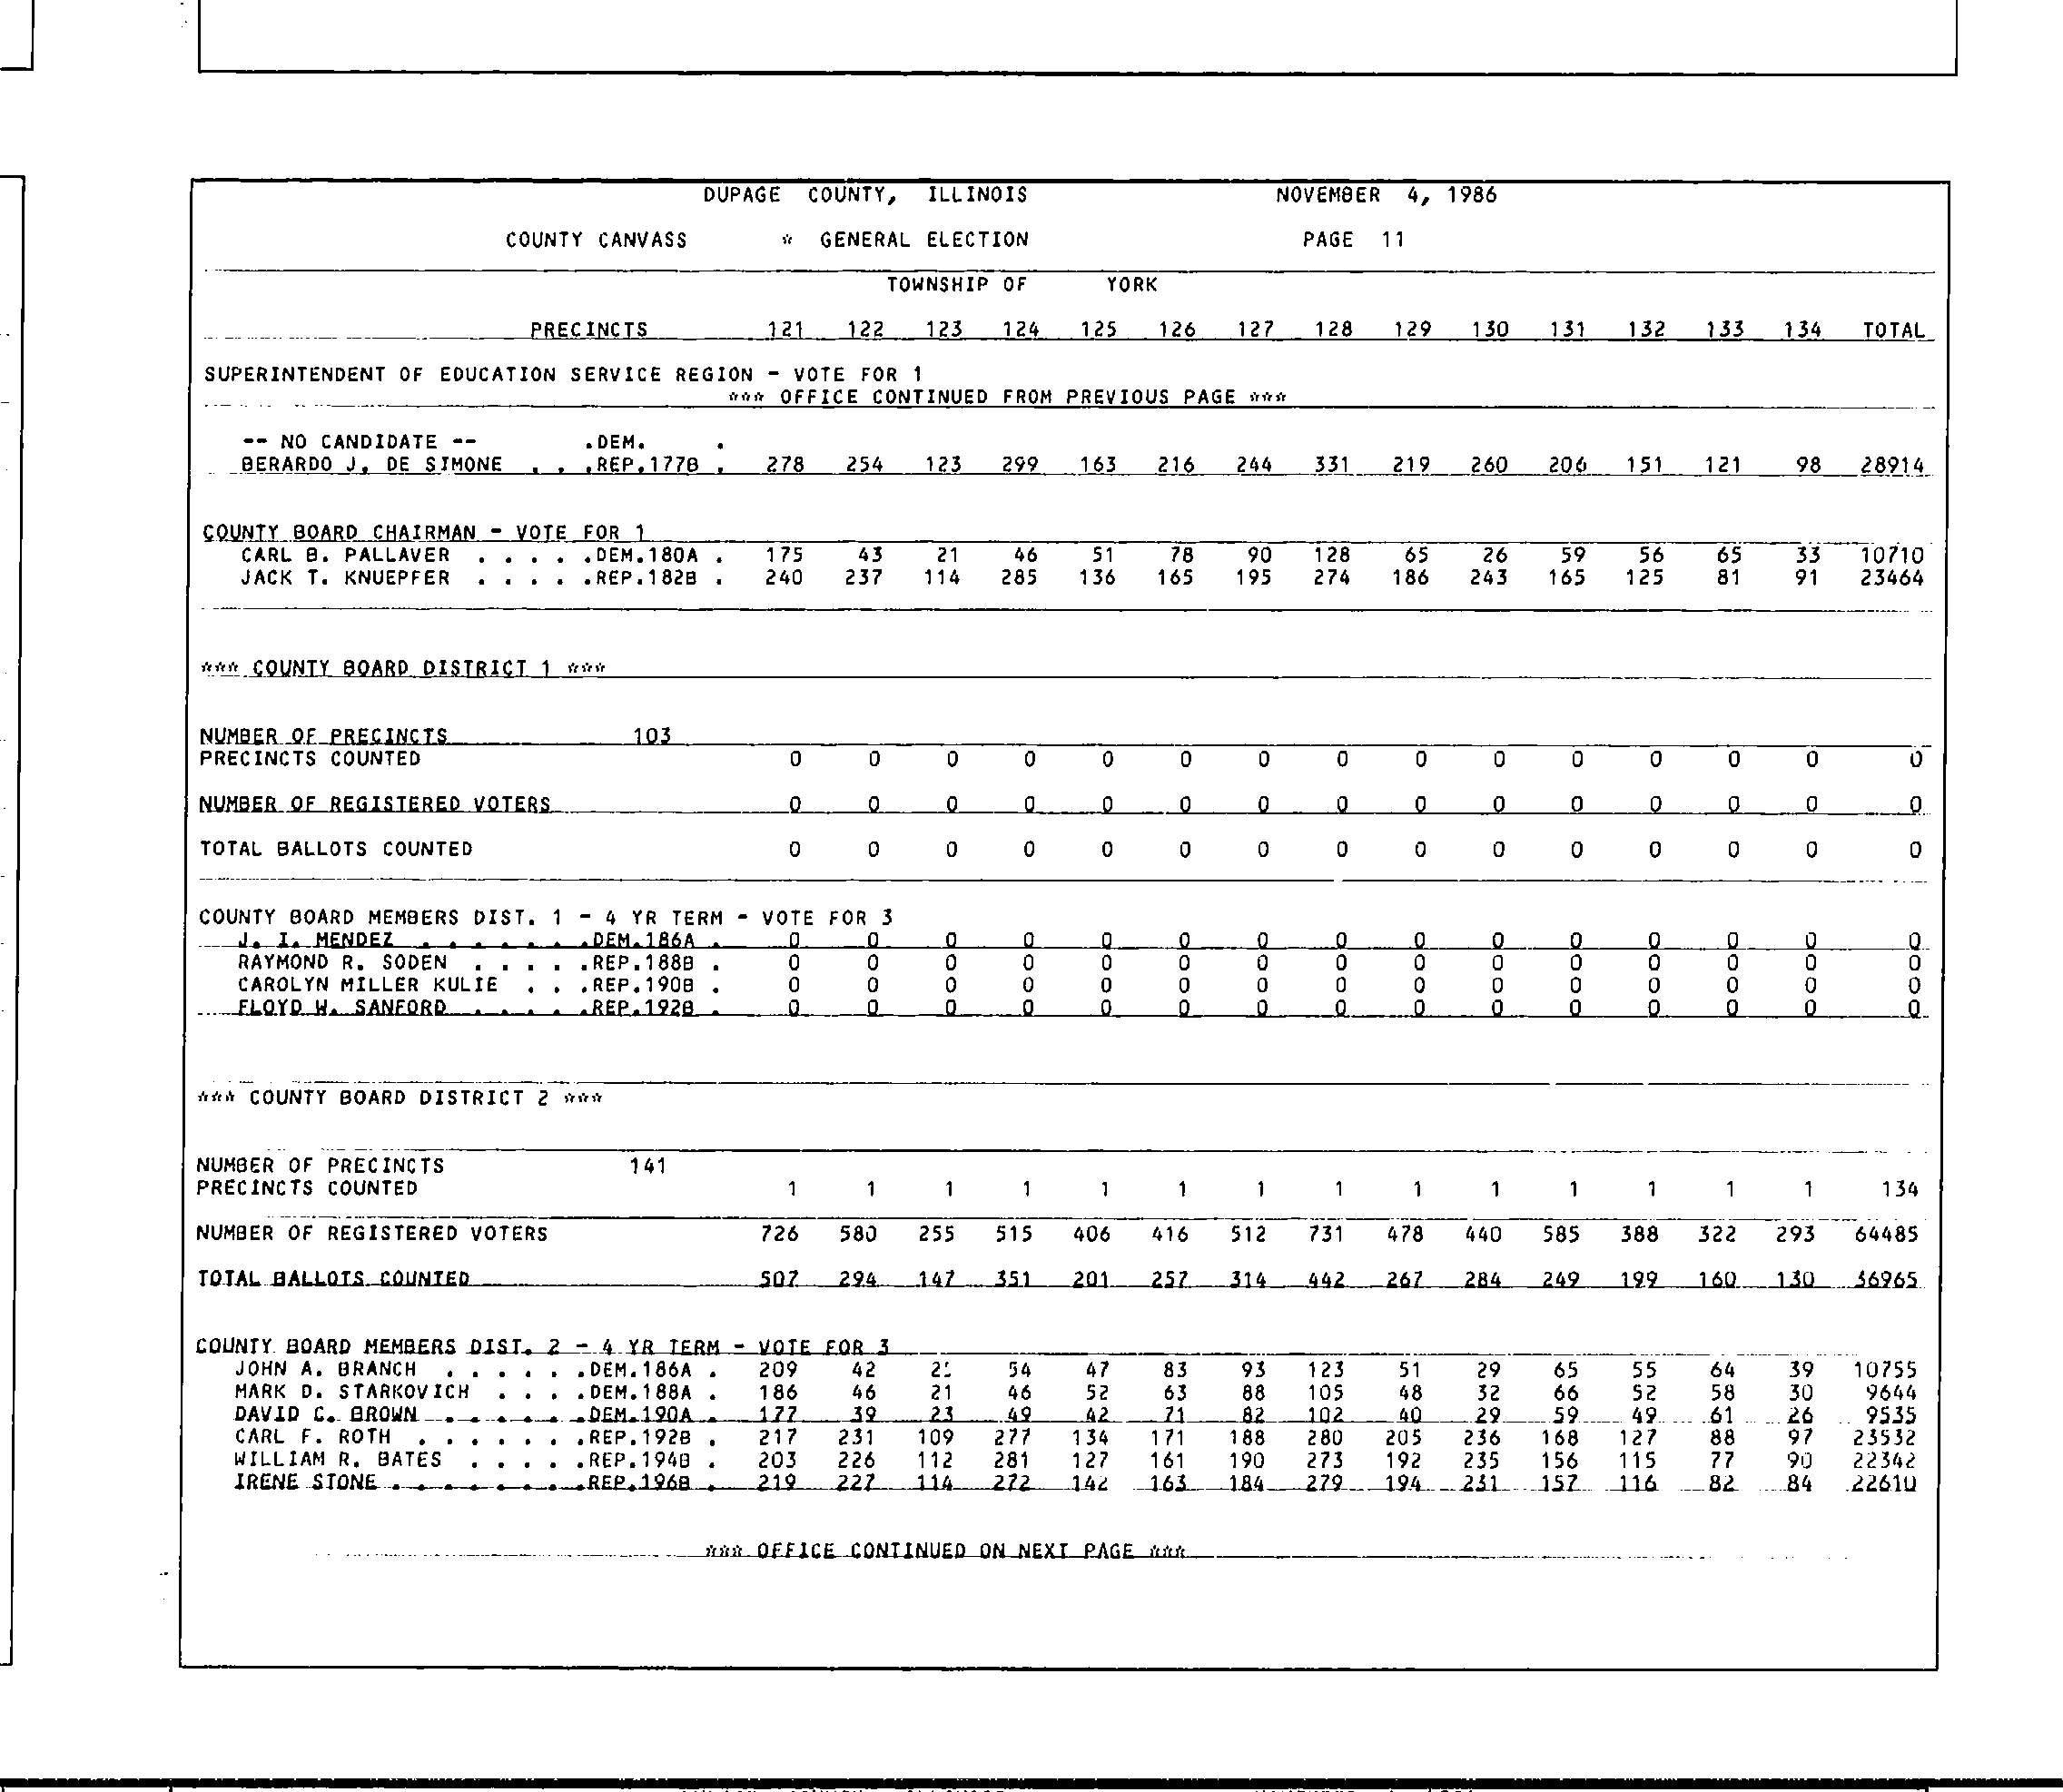 DUPAGE COUNTY, ILLINOIS NOVEMBER 4, 1986
COUNTY CANVASS * GENERAL ELECTION PAGE 11
TOWNSHIP OF YORK
PRECINCTS 121 122 123 124 125 126 127 128 129 130 131 132 133 134 TOTAL
SUPERINTENDENT OF EDUCATION SERVICE REGION - VOTE FOR 1
*** OFFICE CONTINUED FROM PREVIOUS PAGE ***
-- NO CANDIDATE -- .DEM. .
BERARDO J. DE SIMONE . . .REP.177B . 278 254 123 299 163 216 244 331 219 260 206 151 121 98 28914
COUNTY BOARD CHAIRMAN - VOTE FOR 1
CARL B. PALLAVER . . . . .DEM.180A . 175 43 21 46 51 78 90 128 65 26 59 56 65 33 10710
JACK T. KNUEPFER . . . . .REP.182B . 240 237 114 285 136 165 195 274 186 243 165 125 81 91 23464
*** COUNTY BOARD DISTRICT 1 ***
NUMBER OF PRECINCTS 103
PRECINCTS COUNTED 0 0 0 0 0 0 0 0 0 0 0 0 0 0 0
NUMBER OF REGISTERED VOTERS 0 0 0 0 0 0 0 0 0 0 0 0 0 0 0
TOTAL BALLOTS COUNTED 0 0 0 0 0 0 0 0 0 0 0 0 0 0 0
COUNTY BOARD MEMBERS DIST. 1 - 4 YR TERM - VOTE FOR 3
J. I. MENDEZ . . . . . . .DEM.186A . 0 0 0 0 0 0 0 0 0 0 0 0 0 0 0
RAYMOND R. SODEN . . . . .REP.188B . 0 0 0 0 0 0 0 0 0 0 0 0 0 0 0
CAROLYN MILLER KULIE . . .REP.190B . 0 0 0 0 0 0 0 0 0 0 0 0 0 0 0
FLOYD W. SANFORD . . . . .REP.192B . 0 0 0 0 0 0 0 0 0 0 0 0 0 0 0
*** COUNTY BOARD DISTRICT 2 ***
NUMBER OF PRECINCTS 141
PRECINCTS COUNTED 1 1 1 1 1 1 1 1 1 1 1 1 1 1 134
NUMBER OF REGISTERED VOTERS 726 580 255 515 406 416 512 731 478 440 585 388 322 293 64485
TOTAL BALLOTS COUNTED 507 294 147 351 201 257 314 442 267 284 249 199 160 130 36965
COUNTY BOARD MEMBERS DIST. 2 - 4 YR TERM - VOTE FOR 3
JOHN A. BRANCH . . . . . .DEM.186A . 209 42 54 47 83 93 123 51 29 65 55 64 39 10755
MARK D. STARKOVICH . . . .DEM.188A . 186 46 21 46 52 63 88 105 48 32 66 52 58 30 9644
DAVID C. BROWN . . . . . .DEM.190A . 177 39 23 49 42 71 82 102 40 29 59 49 61 26 9535
CARL F. ROTH . . . . . . .REP.192B . 217 231 109 277 134 171 188 280 205 236 168 127 88 97 23532
WILLIAM R. BATES . . . . .REP.194B . 203 226 112 281 127 161 190 273 192 235 156 115 77 90 22342
IRENE STONE . . . . . . . .REP.196B . 219 227 114 272 142 163 184 279 194 231 157 116 82 84 22610
*** OFFICE CONTINUED ON NEXT PAGE ***